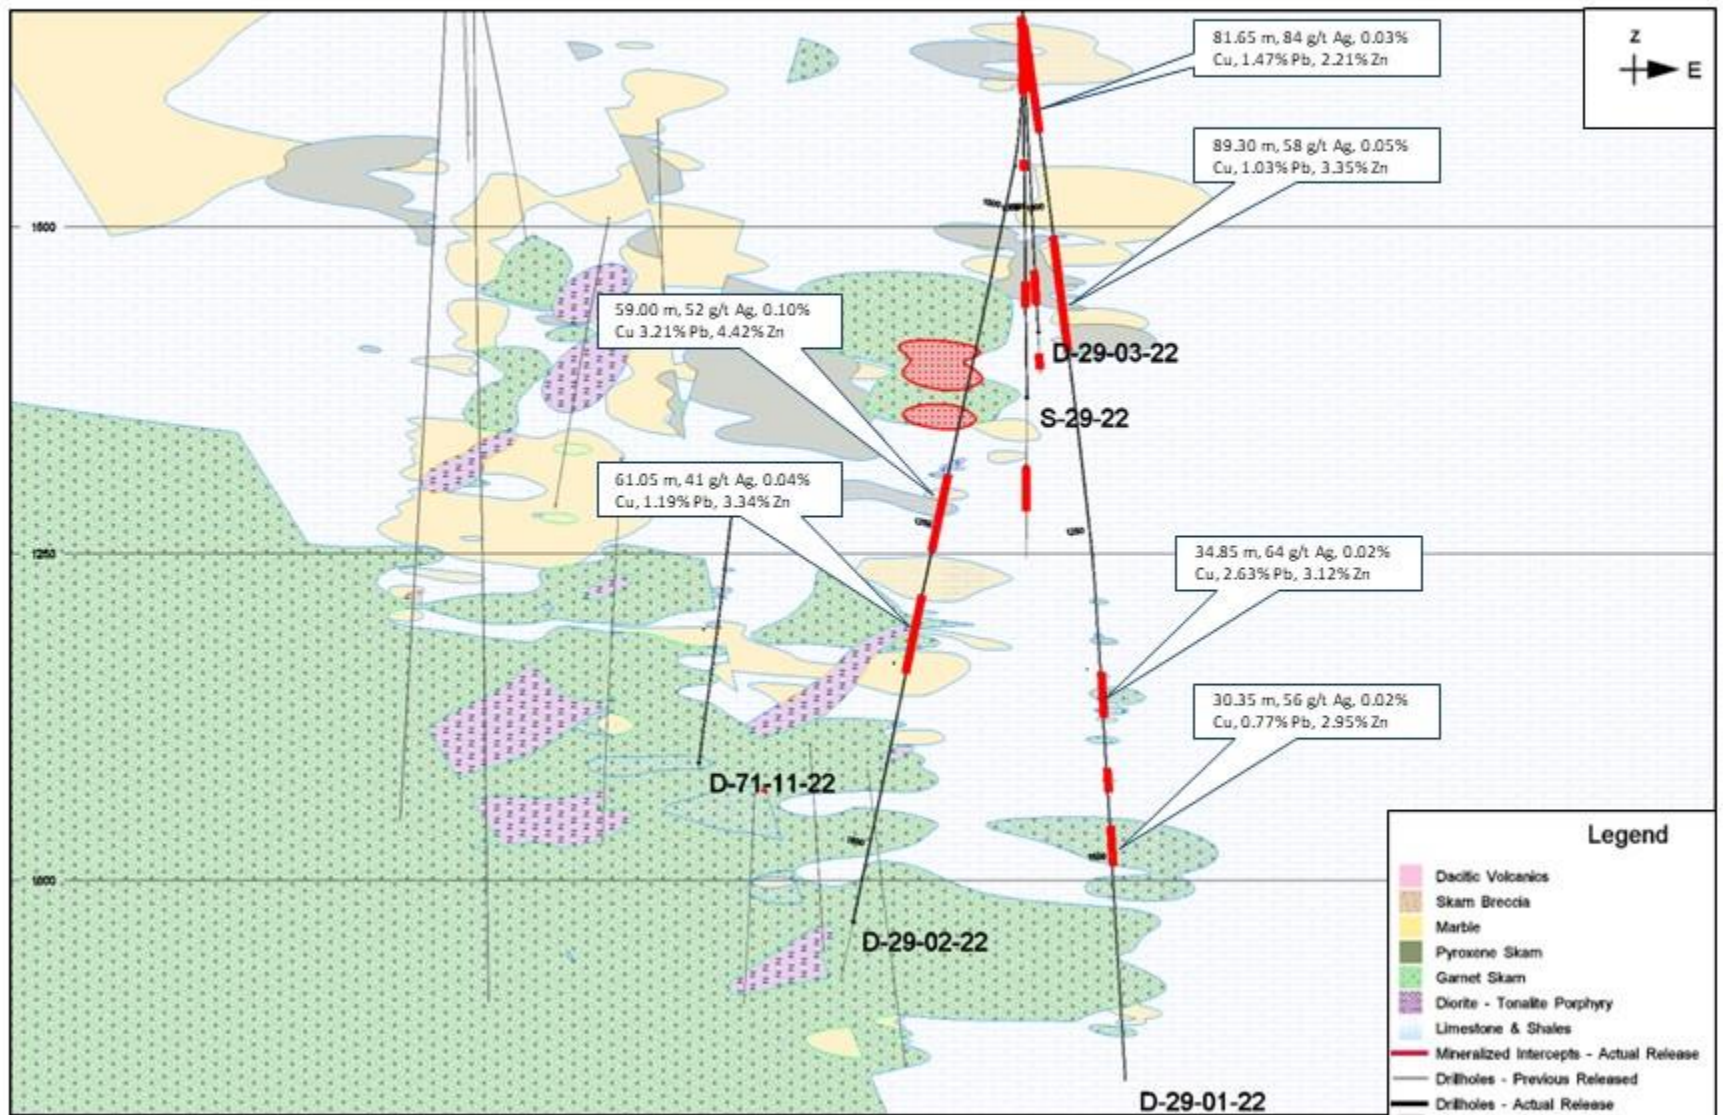 81.65 m, 84 g/t Ag, 0.03%
Cu, 1.47% Pb, 2.21% Zn
Z
E
89.30 m, 58 g/t Ag, 0.05%
Cu, 1.03% Pb, 3.35% Zn
1500
59.00 m, 52 g/t Ag, 0.10%
Cu 3.21% Pb, 4.42% Zn
D-29-03-22
S-29-22
61.05 m, 41 g/t Ag, 0.04%
Cu, 1.19% Pb, 3.34% Zn
1250
1250
34.85 m, 64 g/t Ag, 0.02%
Cu, 2.63% Pb, 3.12% Zn
30.35 m, 56 g/t Ag, 0.02%
Cu, 0.77% Pb, 2.95% Zn
D-71-11-22
D-29-02-22
D-29-01-22
Legend
Dacitic Volcanics
Skarn Breccia
Marble
Pyroxene Skarn
Garnet Skarn
Diorite - Tonalite Porphyry
Limestone & Shales
Mineralized Intercepts - Actual Release
Drillholes - Previous Released
Drillholes - Actual Release